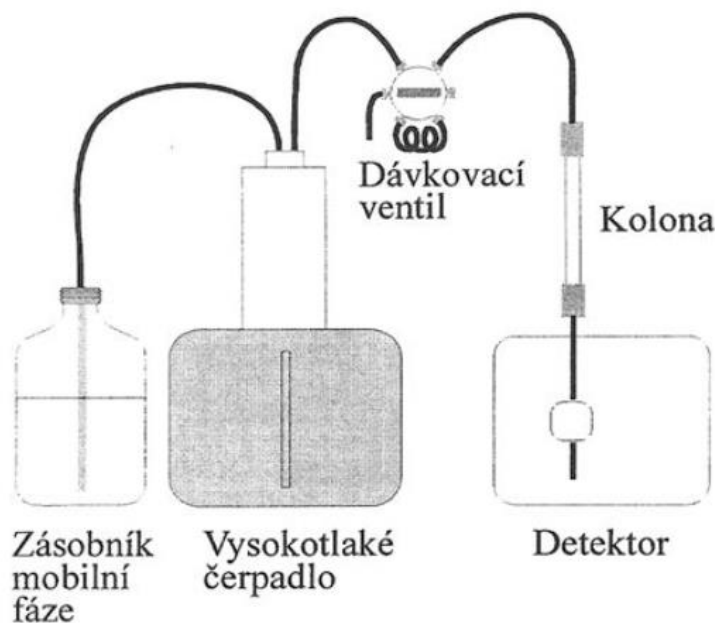 Dávkovací
ventil
Kolona
Zásobník
mobilní
fáze
Vysokotlaké
čerpadlo
Detektor